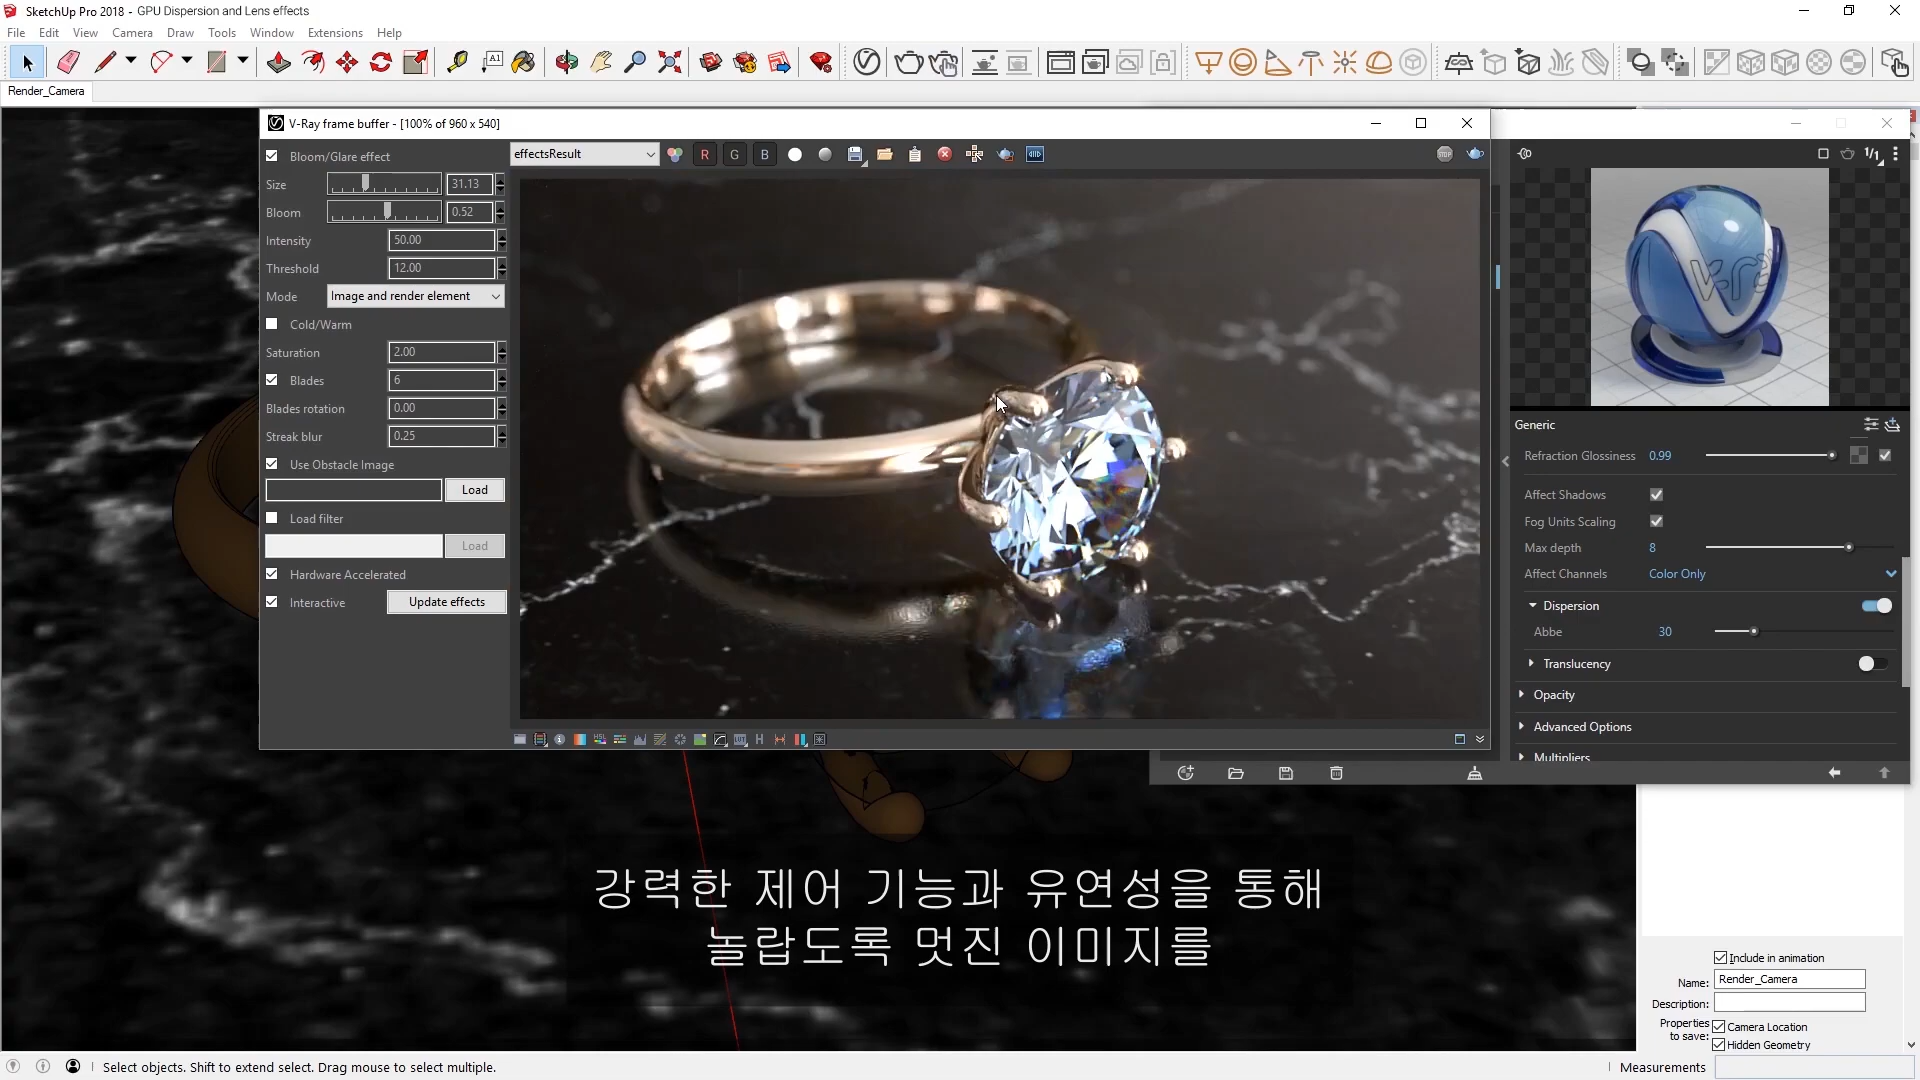 SketchUp Pro 2018 - GPU Dispersion and Lens effects
File Edit View Camera Draw Tools Window Extensions Help
Render_Camera
V-Ray frame buffer - [100% of 960 x 540]
Bloom/Glare effect
effectsResult
R G B
STOP
1/1
Size 31.13
Bloom 0.52
Intensity 50.00
Threshold 12.00
Mode Image and render element
Cold/Warm
Saturation 2.00
Blades 6
Blades rotation 0.00
Streak blur 0.25
Use Obstacle Image
Load
Load filter
Load
Hardware Accelerated
Interactive Update effects
Generic
Refraction Glossiness 0.99
Affect Shadows
Fog Units Scaling
Max depth 8
Affect Channels Color Only
Dispersion
Abbe 30
Translucency
Opacity
Advanced Options
Multipliers
강력한 제어 기능과 유연성을 통해
놀랍도록 멋진 이미지를
Include in animation
Name: Render_Camera
Description:
Properties to save: Camera Location
Hidden Geometry
Select objects. Shift to extend select. Drag mouse to select multiple.
Measurements